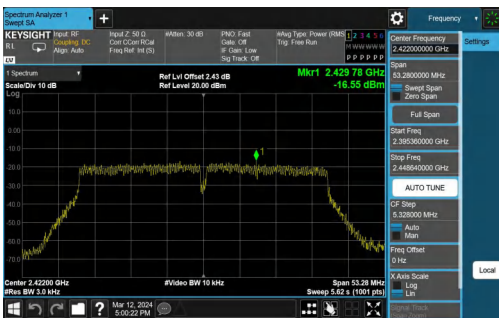 Spectrum Analyzer 1
Swept SA
+
Frequency
KEYSIGHT
RL
Input: RF
Coupling: DC
Align: Auto
Input Z: 50 Ω
Corr CCorr RCal
Freq Ref: Int (S)
#Atten: 30 dB
PNO: Fast
Gate: Off
IF Gain: Low
Sig Track: Off
#Avg Type: Power (RMS)
Trig: Free Run
1 2 3 4 5 6
M W W W W W
P P P P P P
LVI
1 Spectrum
Scale/Div 10 dB
Log
Ref Lvl Offset 2.43 dB
Ref Level 20.00 dBm
Mkr1 2.429 78 GHz
-16.55 dBm
10.0
0.00
-10.0
-20.0
-30.0
-40.0
-50.0
-60.0
-70.0
1
Center 2.42200 GHz
#Res BW 3.0 kHz
#Video BW 10 kHz
Span 53.28 MHz
Sweep 5.62 s (1001 pts)
?
Mar 12, 2024
5:00:22 PM
Center Frequency
2.422000000 GHz
Settings
Span
53.2800000 MHz
Swept Span
Zero Span
Full Span
Start Freq
2.395360000 GHz
Stop Freq
2.448640000 GHz
AUTO TUNE
CF Step
5.328000 MHz
Auto
Man
Freq Offset
0 Hz
X Axis Scale
Log
Lin
Local
Signal Track